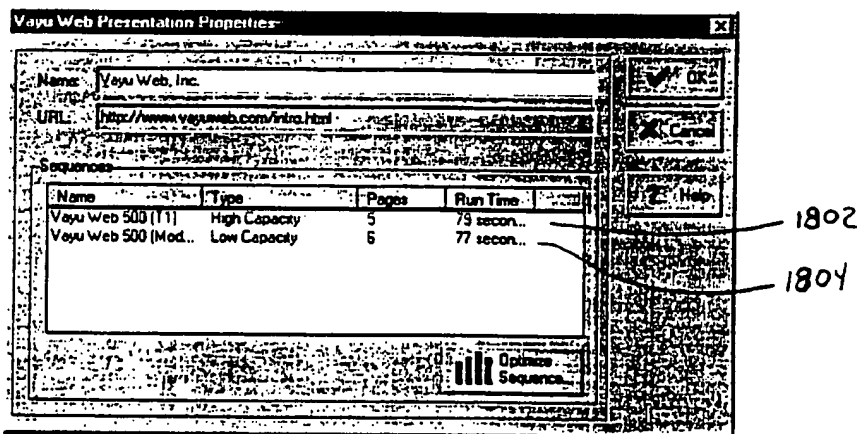 Vayu Web Presentation Properties
Name: Vayu Web, Inc.
OK
URL: http://www.vayuweb.com/intro.html
Cancel
Sequences
Help
Name Type Pages Run Time
Vayu Web 500 (T1) High Capacity 5 79 secon...
1802
Vayu Web 500 (Mod... Low Capacity 6 77 secon...
1804
Optimize
Sequence...